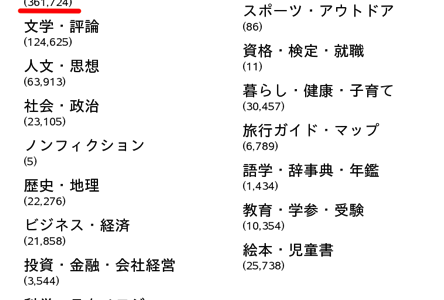 (361,724)
文学・評論
(124,625)
人文・思想
(63,913)
社会・政治
(23,105)
ノンフィクション
(5)
歴史・地理
(22,276)
ビジネス・経済
(21,858)
投資・金融・会社経営
(3,544)
スポーツ・アウトドア
(86)
資格・検定・就職
(11)
暮らし・健康・子育て
(30,457)
旅行ガイド・マップ
(6,789)
語学・辞事典・年鑑
(1,434)
教育・学参・受験
(10,354)
絵本・児童書
(25,738)